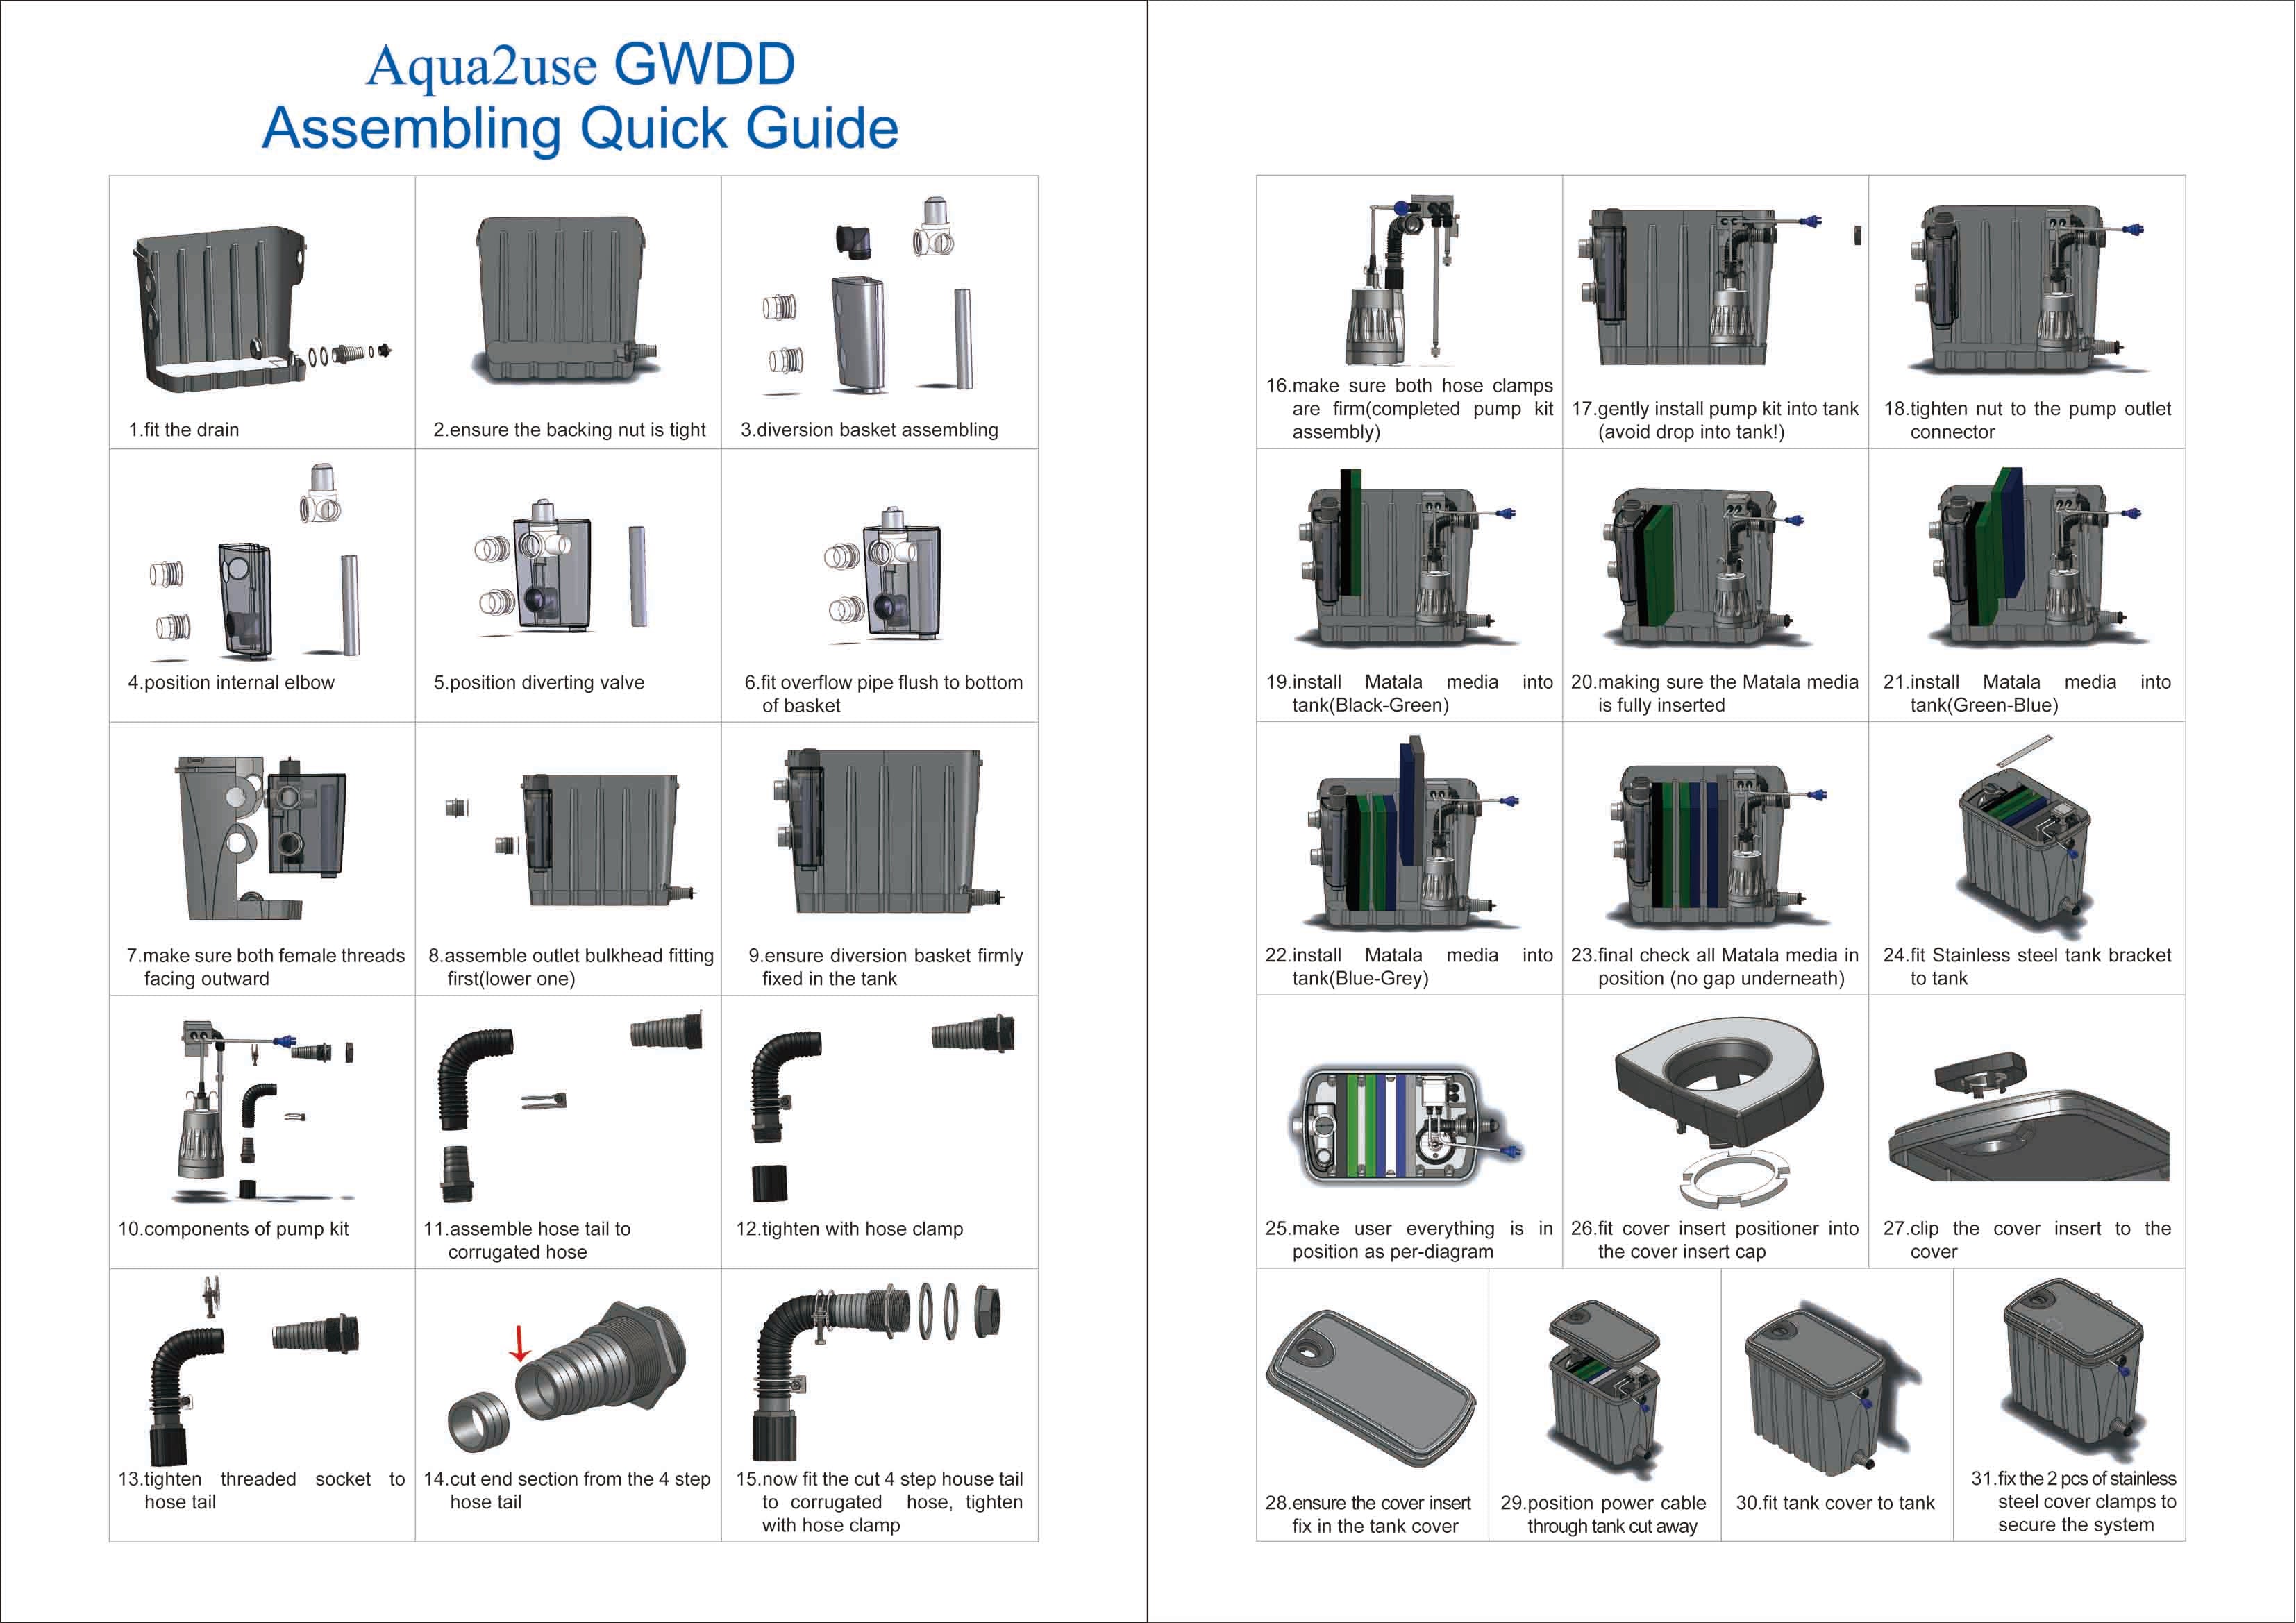 Aqua2use GWDD
Assembling Quick Guide
1.fit the drain
2.ensure the backing nut is tight
3.diversion basket assembling
4.position internal elbow
5.position diverting valve
6.fit overflow pipe flush to bottom
of basket
7.make sure both female threads
facing outward
8.assemble outlet bulkhead fitting
first(lower one)
9.ensure diversion basket firmly
fixed in the tank
10.components of pump kit
11.assemble hose tail to
corrugated hose
12.tighten with hose clamp
13.tighten threaded socket to
hose tail
14.cut end section from the 4 step
hose tail
15.now fit the cut 4 step house tail
to corrugated hose, tighten
with hose clamp
16.make sure both hose clamps
are firm(completed pump kit
assembly)
17.gently install pump kit into tank
(avoid drop into tank!)
18.tighten nut to the pump outlet
connector
19.install Matala media into
tank(Black-Green)
20.making sure the Matala media
is fully inserted
21.install Matala media into
tank(Green-Blue)
22.install Matala media into
tank(Blue-Grey)
23.final check all Matala media in
position (no gap underneath)
24.fit Stainless steel tank bracket
to tank
25.make user everything is in
position as per-diagram
26.fit cover insert positioner into
the cover insert cap
27.clip the cover insert to the
cover
28.ensure the cover insert
fix in the tank cover
29.position power cable
through tank cut away
30.fit tank cover to tank
31.fix the 2 pcs of stainless
steel cover clamps to
secure the system